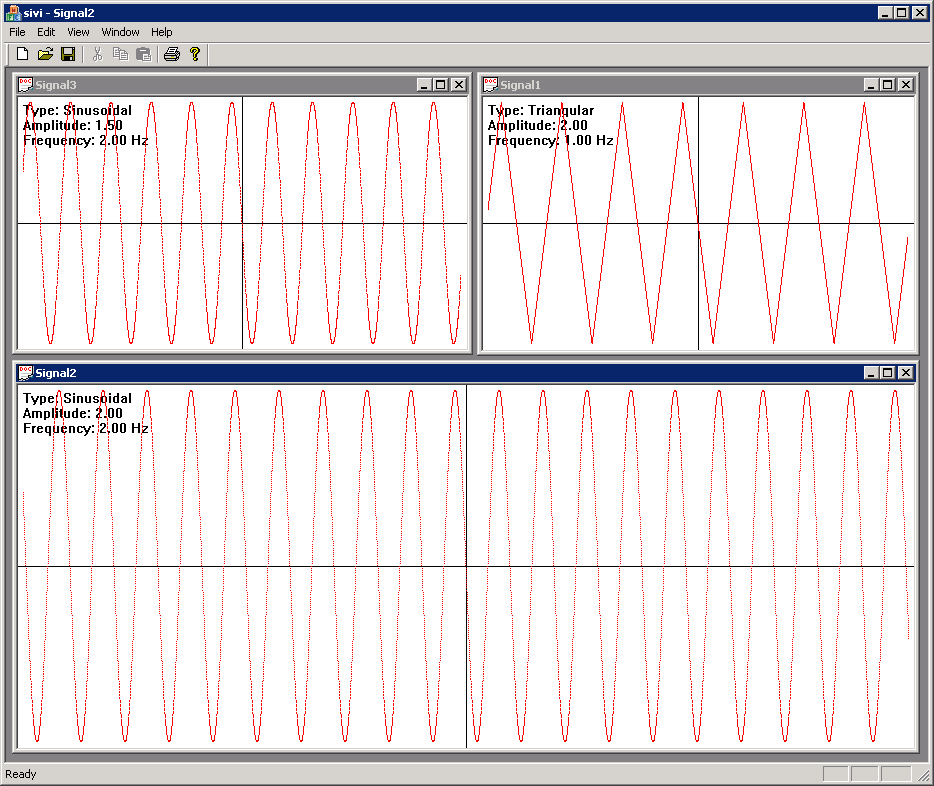 sivi - Signal2
File Edit View Window Help
Signal3
Type: Sinusoidal
Amplitude: 1.50
Frequency: 2.00 Hz
Signal1
Type: Triangular
Amplitude: 2.00
Frequency: 1.00 Hz
Signal2
Type: Sinusoidal
Amplitude: 2.00
Frequency: 2.00 Hz
Ready